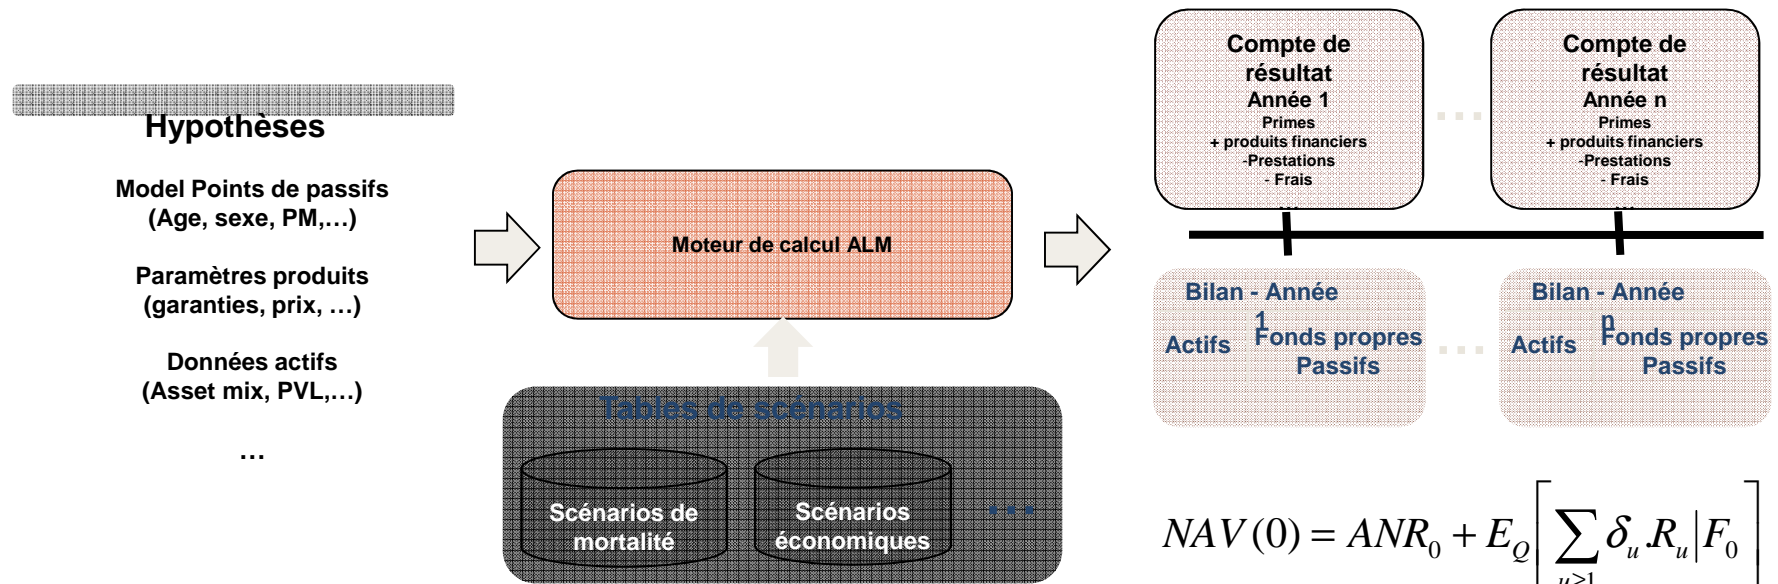 Hypothèses
Model Points de passifs
(Age, sexe, PM,…)
Paramètres produits
(garanties, prix, …)
Données actifs
(Asset mix, PVL,…)
…
Moteur de calcul ALM
Tables de scénarios
Scénarios de
mortalité
Scénarios
économiques
…
Compte de
résultat
Année 1
Primes
+ produits financiers
-Prestations
- Frais
…
…
Compte de
résultat
Année n
Primes
+ produits financiers
-Prestations
- Frais
…
Bilan - Année
1
Actifs
Fonds propres
Passifs
…
Bilan - Année
n
Actifs
Fonds propres
Passifs
NAV(0) = ANR₀ + E_Q[∑_{u≥1} δ_u.R_u|F₀]